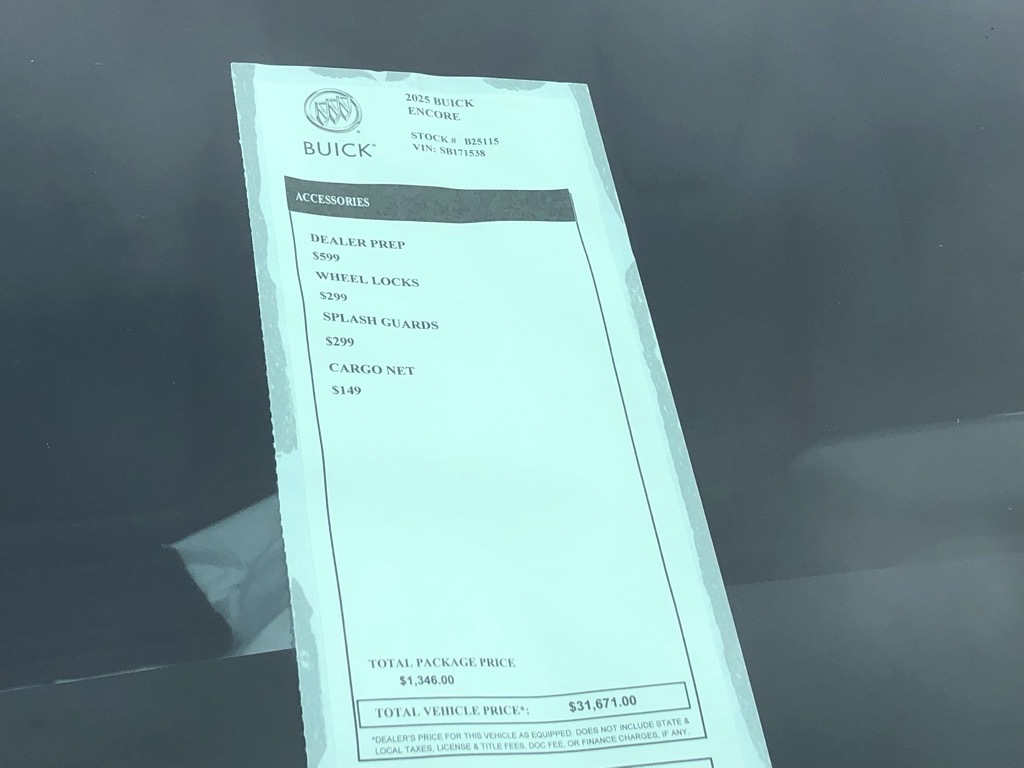 2025 BUICK
ENCORE
STOCK # B25115
VIN: SB171538
BUICK
ACCESSORIES
DEALER PREP
$599
WHEEL LOCKS
$299
SPLASH GUARDS
$299
CARGO NET
$149
TOTAL PACKAGE PRICE
$1,346.00
TOTAL VEHICLE PRICE*: $31,671.00
*DEALER'S PRICE FOR THIS VEHICLE AS EQUIPPED. DOES NOT INCLUDE STATE &
LOCAL TAXES, LICENSE & TITLE FEES, DOC FEE, OR FINANCE CHARGES, IF ANY.